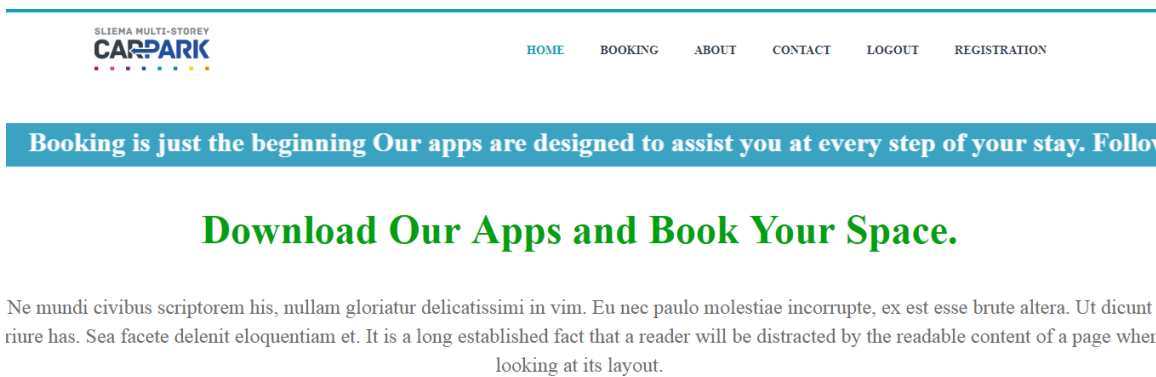 SLIEMA MULTI-STOREY
CARPARK
HOME BOOKING ABOUT CONTACT LOGOUT REGISTRATION
Booking is just the beginning Our apps are designed to assist you at every step of your stay. Follow
Download Our Apps and Book Your Space.
Ne mundi civibus scriptorem his, nullam gloriatur delicatissimi in vim. Eu nec paulo molestiae incorrupte, ex est esse brute altera. Ut dicunt
riure has. Sea facete delenit eloquentiam et. It is a long established fact that a reader will be distracted by the readable content of a page when
looking at its layout.